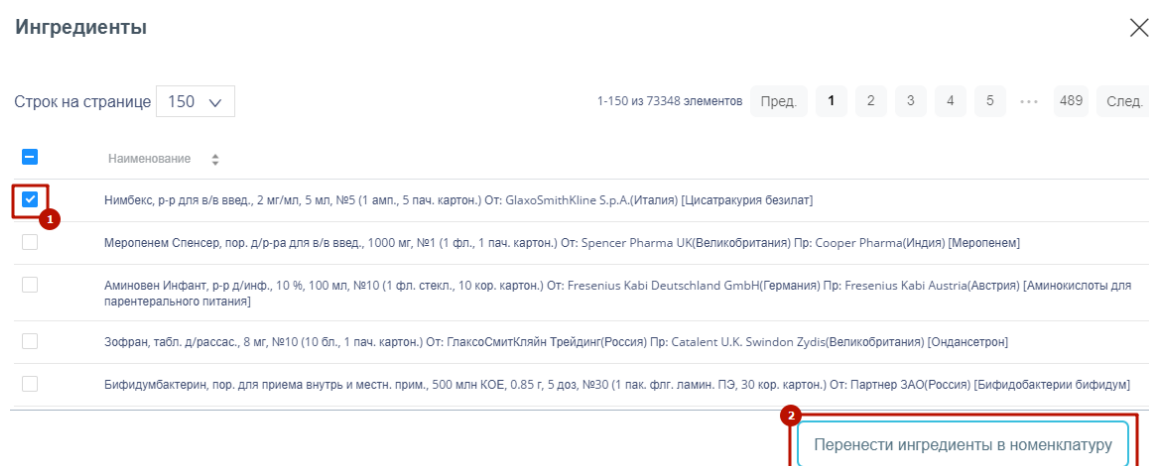 Ингредиенты
Строк на странице 150
1-150 из 73348 элементов Пред. 1 2 3 4 5 ··· 489 След.
Наименование
Нимбекс, р-р для в/в введ., 2 мг/мл, 5 мл, №5 (1 амп., 5 пач. картон.) От: GlaxoSmithKline S.p.A.(Италия) [Цисатракурия безилат]
1
Меропенем Спенсер, пор. д/р-ра для в/в введ., 1000 мг, №1 (1 фл., 1 пач. картон.) От: Spencer Pharma UK(Великобритания) Пр: Cooper Pharma(Индия) [Меропенем]
Аминовен Инфант, р-р д/инф., 10 %, 100 мл, №10 (1 фл. стекл., 10 кор. картон.) От: Fresenius Kabi Deutschland GmbH(Германия) Пр: Fresenius Kabi Austria(Австрия) [Аминокислоты для
парентерального питания]
Зофран, табл. д/рассас., 8 мг, №10 (10 бл., 1 пач. картон.) От: ГлаксоСмитКляйн Трейдинг(Россия) Пр: Catalent U.K. Swindon Zydis(Великобритания) [Ондансетрон]
Бифидумбактерин, пор. для приема внутрь и местн. прим., 500 млн КОЕ, 0.85 г, 5 доз, №30 (1 пак. флг. ламин. ПЭ, 30 кор. картон.) От: Партнер ЗАО(Россия) [Бифидобактерии бифидум]
2
Перенести ингредиенты в номенклатуру